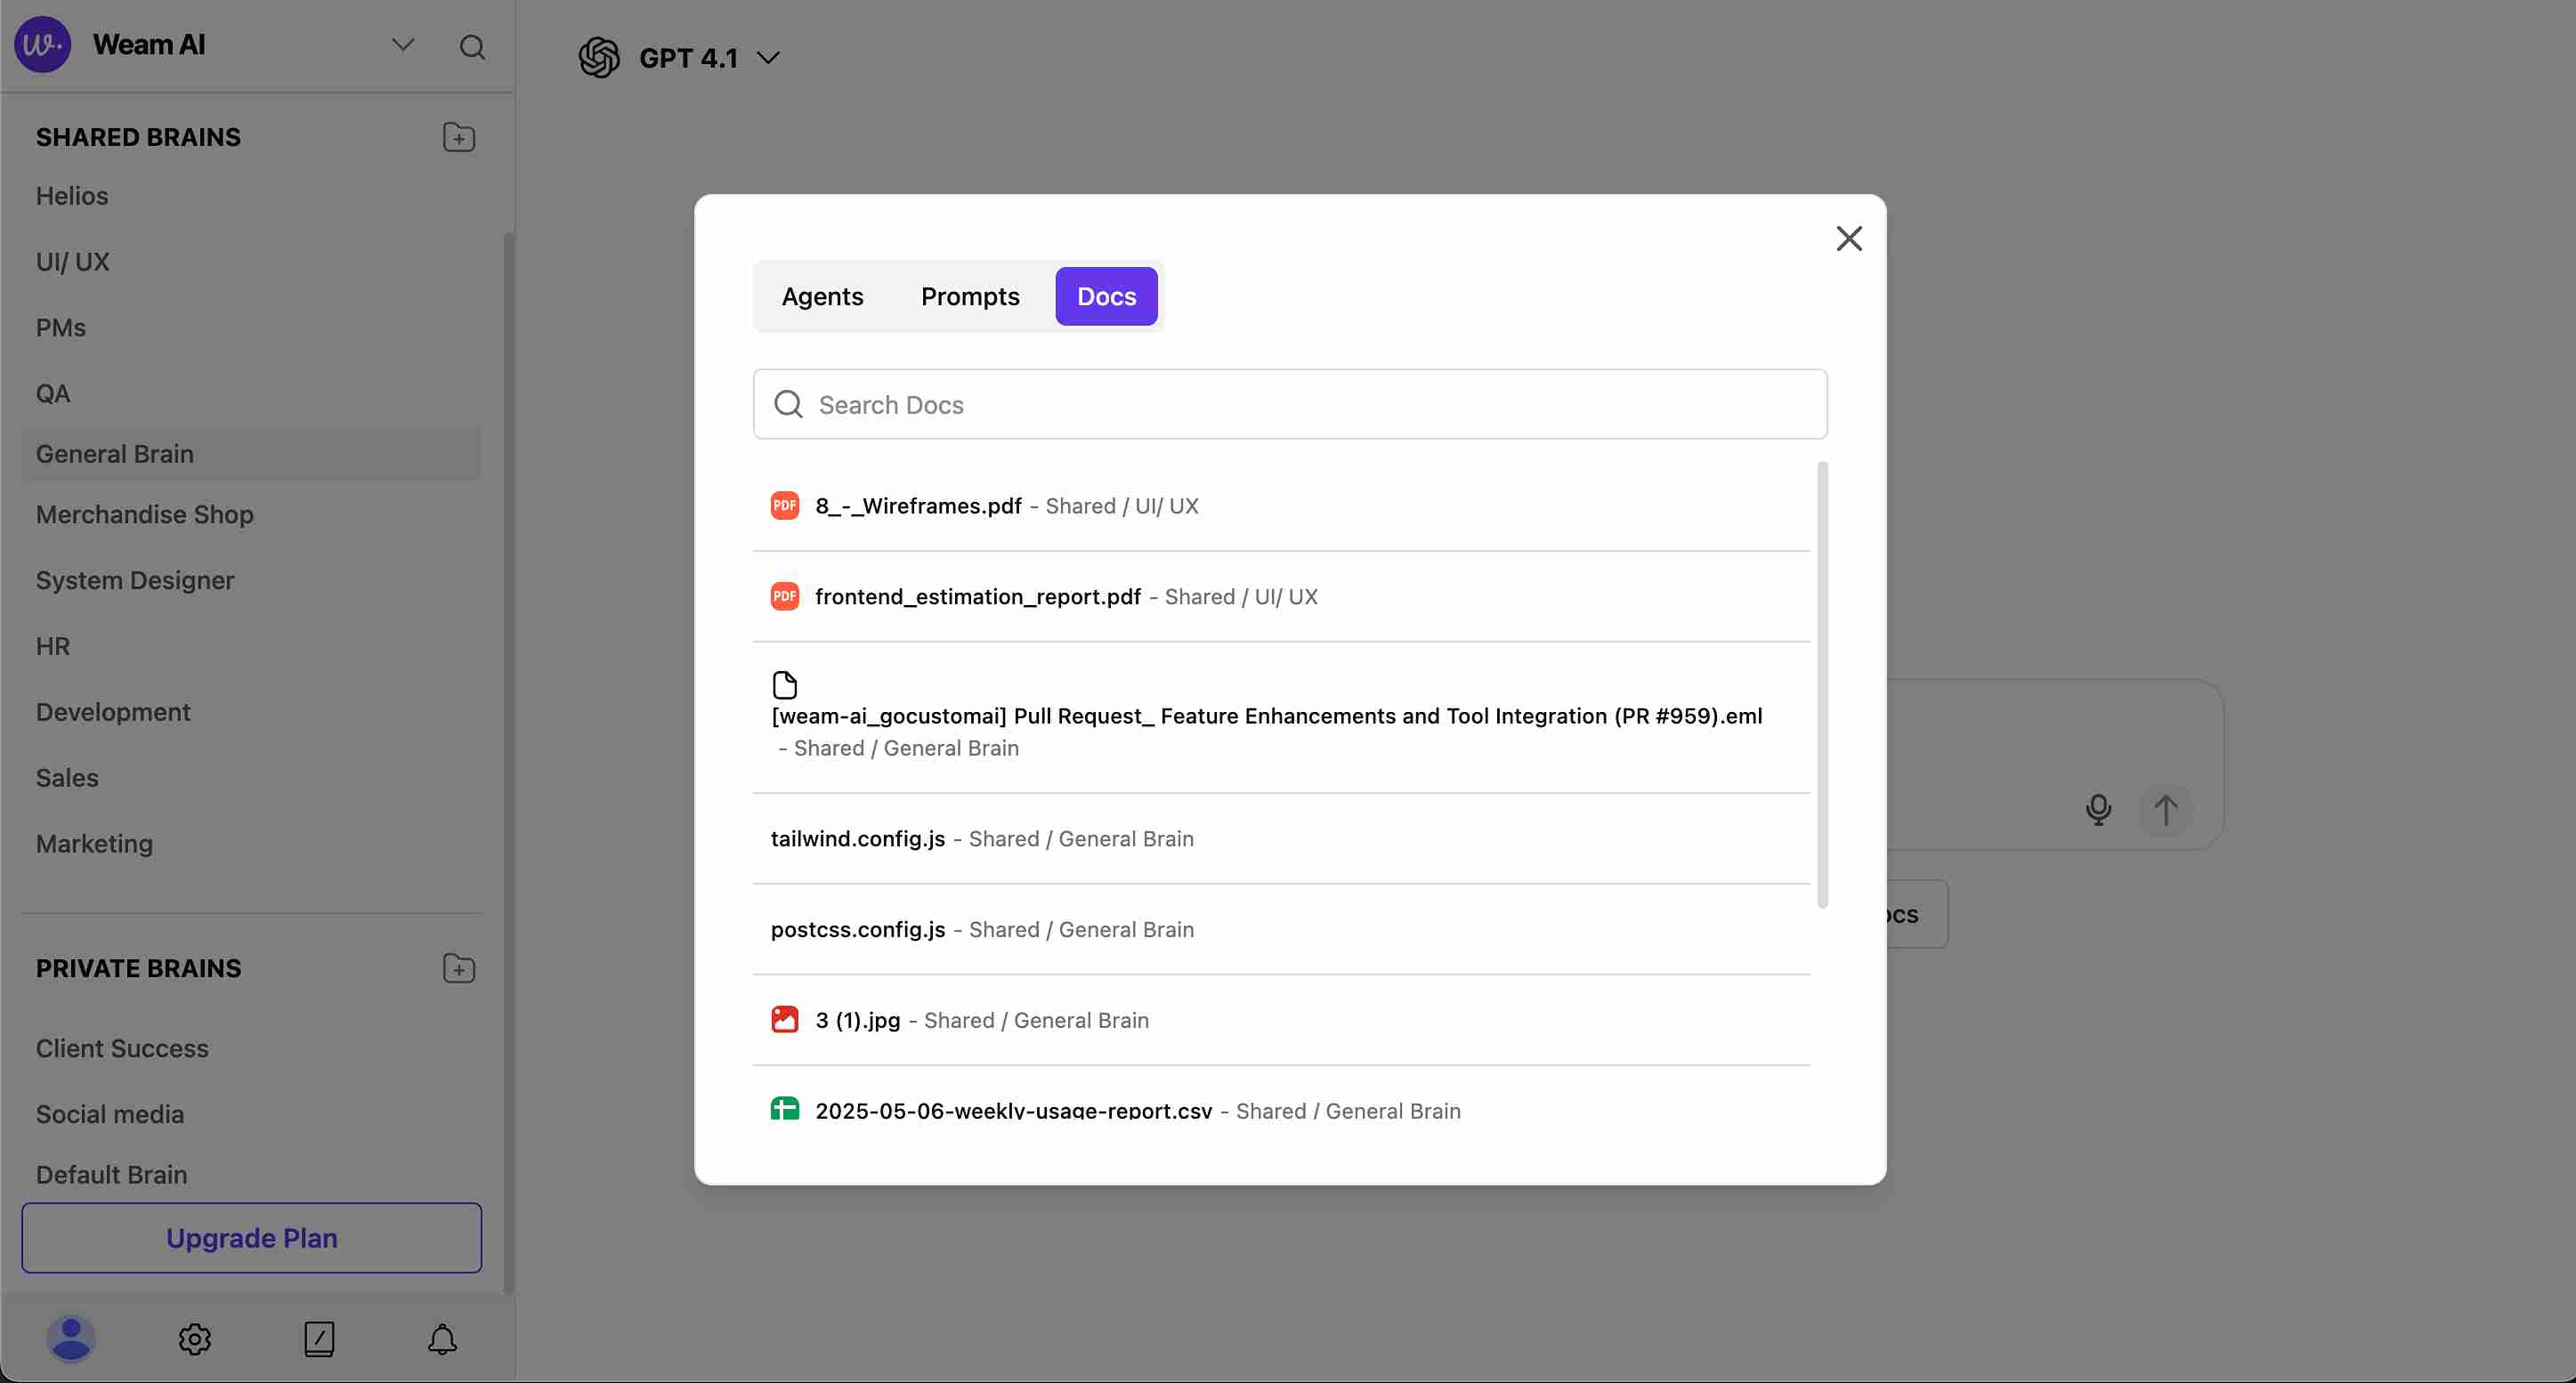 Weam AI
SHARED BRAINS
Helios
UI/ UX
PMs
QA
General Brain
Merchandise Shop
System Designer
HR
Development
Sales
Marketing
PRIVATE BRAINS
Client Success
Social media
Default Brain
Upgrade Plan
GPT 4.1
Agents Prompts Docs
Search Docs
PDF 8_-_Wireframes.pdf - Shared / UI/ UX
PDF frontend_estimation_report.pdf - Shared / UI/ UX
[weam-ai_gocustomai] Pull Request_ Feature Enhancements and Tool Integration (PR #959).eml
- Shared / General Brain
tailwind.config.js - Shared / General Brain
postcss.config.js - Shared / General Brain
3 (1).jpg - Shared / General Brain
2025-05-06-weekly-usage-report.csv - Shared / General Brain